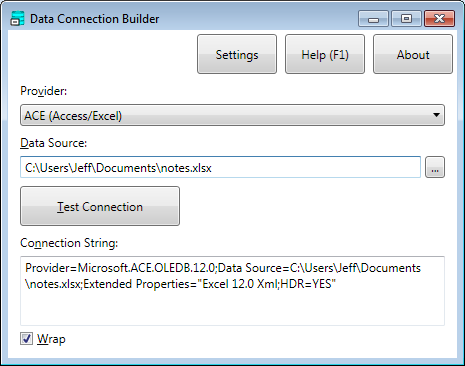 Data Connection Builder
Settings
Help (F1)
About
Provider:
ACE (Access/Excel)
Data Source:
C:\Users\Jeff\Documents\notes.xlsx
...
Test Connection
Connection String:
Provider=Microsoft.ACE.OLEDB.12.0;Data Source=C:\Users\Jeff\Documents
\notes.xlsx;Extended Properties="Excel 12.0 Xml;HDR=YES"
Wrap